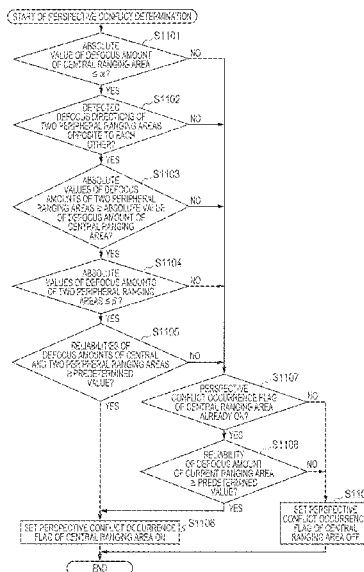 START OF PERSPECTIVE CONFLICT DETERMINATION
S1101
ABSOLUTE
VALUE OF DEFOCUS AMOUNT
OF CENTRAL RANGING AREA
≤ α?
NO
YES
S1102
DETECTED
DEFOCUS DIRECTIONS OF
TWO PERIPHERAL RANGING AREAS
OPPOSITE TO EACH
OTHER?
NO
YES
S1103
ABSOLUTE
VALUES OF DEFOCUS
AMOUNTS OF TWO PERIPHERAL
RANGING AREAS ≥ ABSOLUTE VALUE
OF DEFOCUS AMOUNT OF
CENTRAL RANGING
AREA?
NO
YES
S1104
ABSOLUTE
VALUES OF DEFOCUS AMOUNTS
OF TWO PERIPHERAL RANGING
AREAS ≤ β?
NO
YES
S1105
RELIABILITIES OF
DEFOCUS AMOUNTS OF CENTRAL
AND TWO PERIPHERAL RANGING AREAS
≥ PREDETERMINED
VALUE?
NO
YES
S1107
PERSPECTIVE
CONFLICT OCCURRENCE FLAG
OF CENTRAL RANGING AREA
ALREADY ON?
NO
YES
S1108
RELIABILITY
OF DEFOCUS AMOUNT
OF CURRENT RANGING AREA
≥ PREDETERMINED
VALUE?
NO
YES
SET PERSPECTIVE
CONFLICT OCCURRENCE
FLAG OF CENTRAL
RANGING AREA OFF
S1106
SET PERSPECTIVE CONFLICT OCCURRENCE
FLAG OF CENTRAL RANGING AREA ON
END